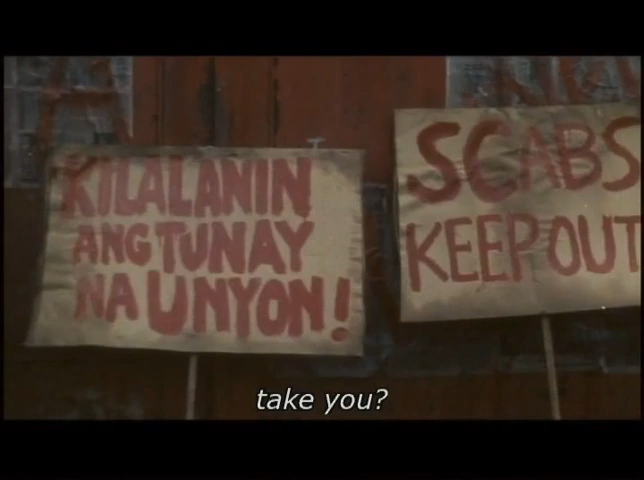 KILALANIN
ANG TUNAY
NA UNYON!
SCABS
KEEP OUT
take you?